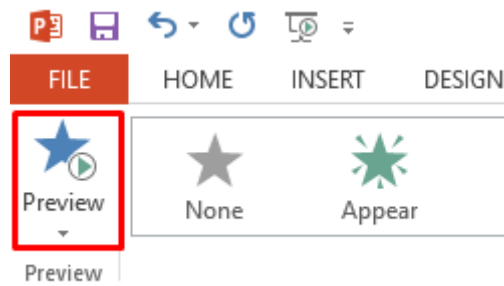 P
FILE HOME INSERT DESIGN
Preview None Appear
Preview